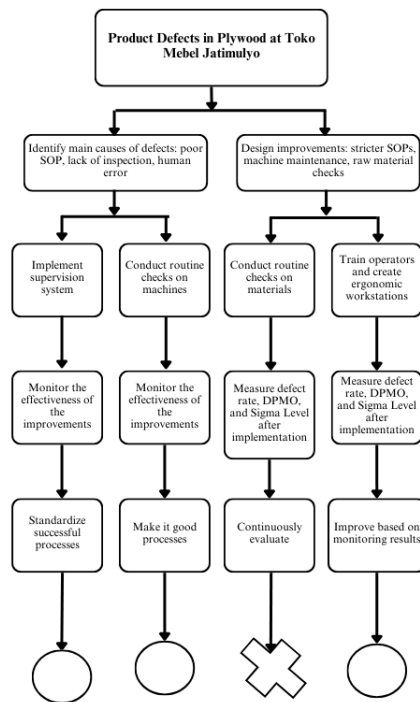 Product Defects in Plywood at Toko
Mebel Jatimulyo
Identify main causes of defects: poor
SOP, lack of inspection, human
error
Design improvements: stricter SOPs,
machine maintenance, raw material
checks
Implement
supervision
system
Conduct routine
checks on
machines
Conduct routine
checks on
materials
Train operators
and create
ergonomic
workstations
Monitor the
effectiveness of
the
improvements
Monitor the
effectiveness of
the improvements
Measure defect
rate, DPMO,
and Sigma Level
after
implementation
Measure defect
rate, DPMO,
and Sigma Level
after
implementation
Standardize
successful
processes
Make it good
processes
Continuously
evaluate
Improve based on
monitoring results